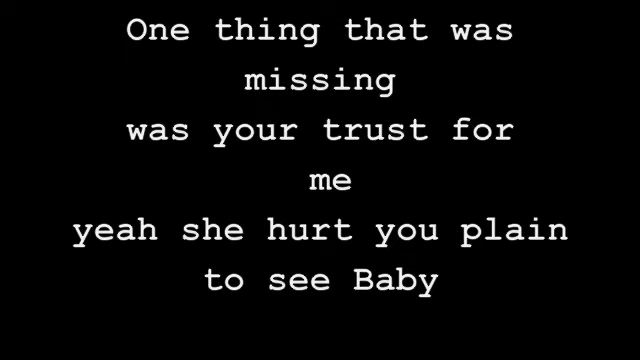 One thing that was
missing
was your trust for
me
yeah she hurt you plain
to see Baby